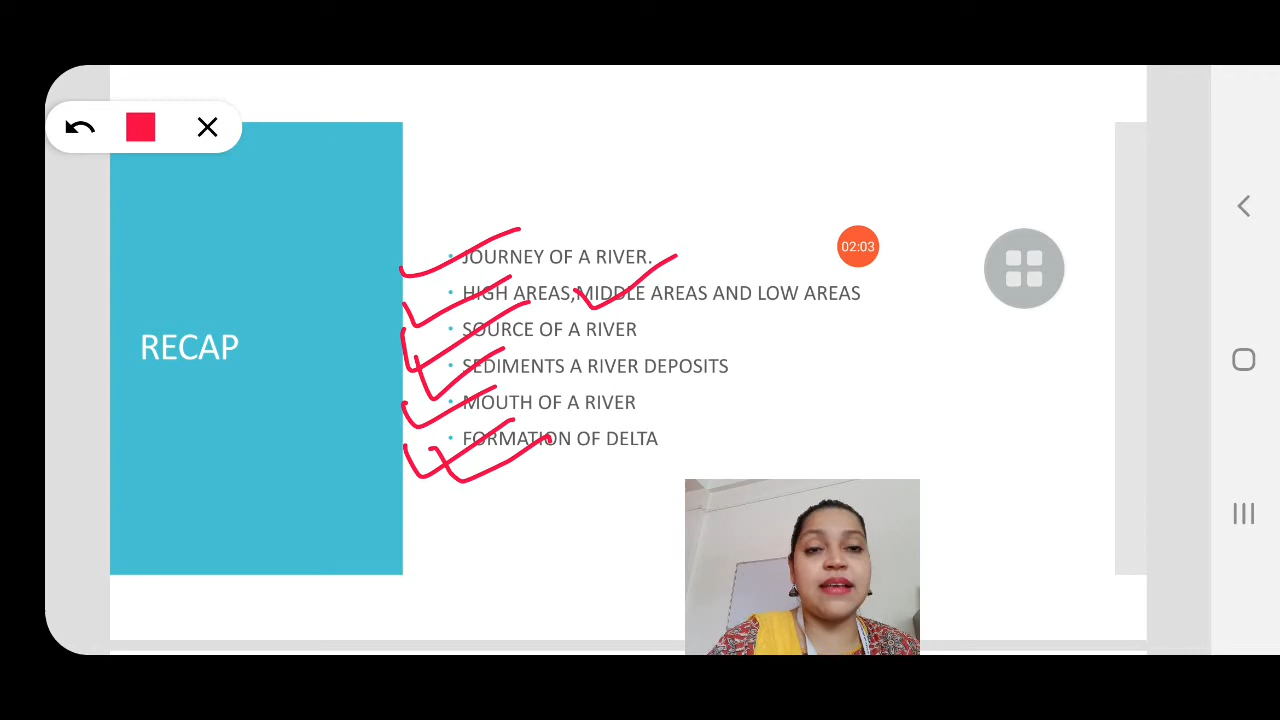 JOURNEY OF A RIVER.
HIGH AREAS,MIDDLE AREAS AND LOW AREAS
SOURCE OF A RIVER
SEDIMENTS A RIVER DEPOSITS
MOUTH OF A RIVER
FORMATION OF DELTA
RECAP
02:03